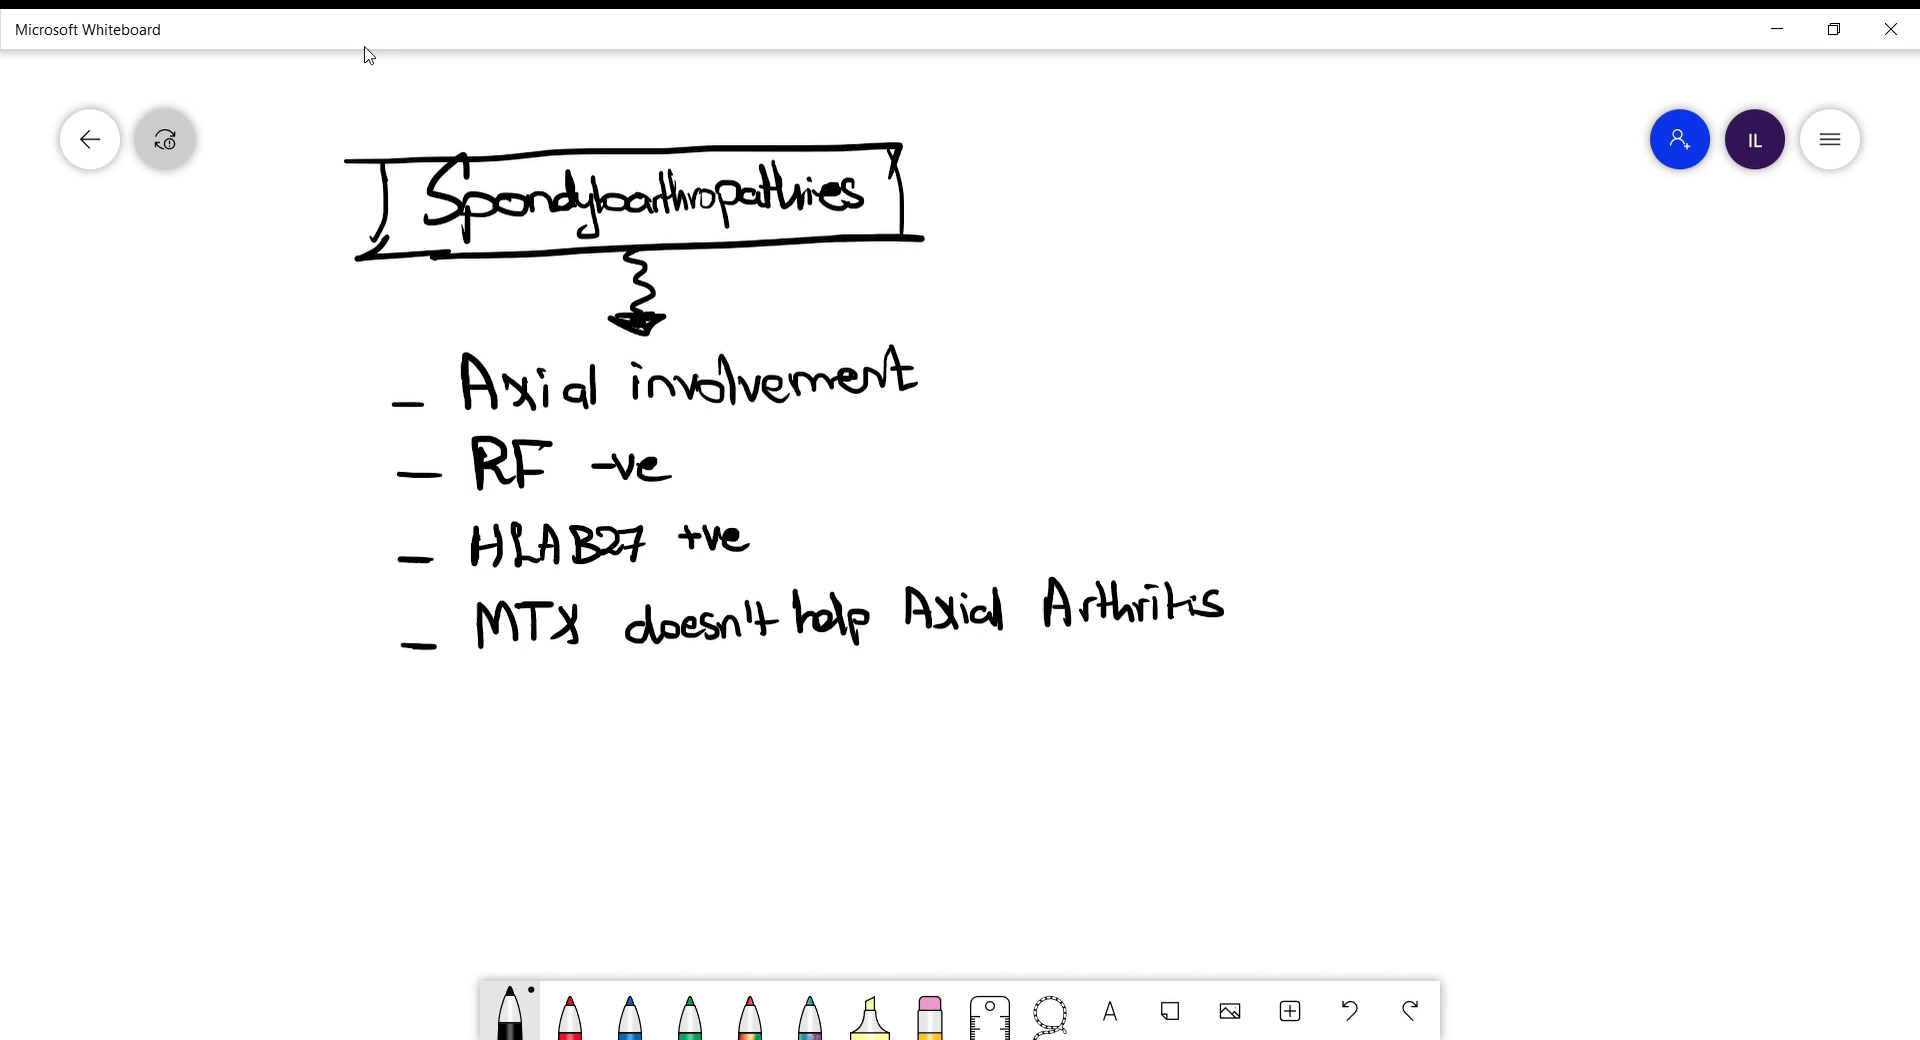 Microsoft Whiteboard
IL
Spondyloarthropathies
- Axial involvement
- RF -ve
- HLAB27 +ve
- MTX doesn't help Axial Arthritis
A